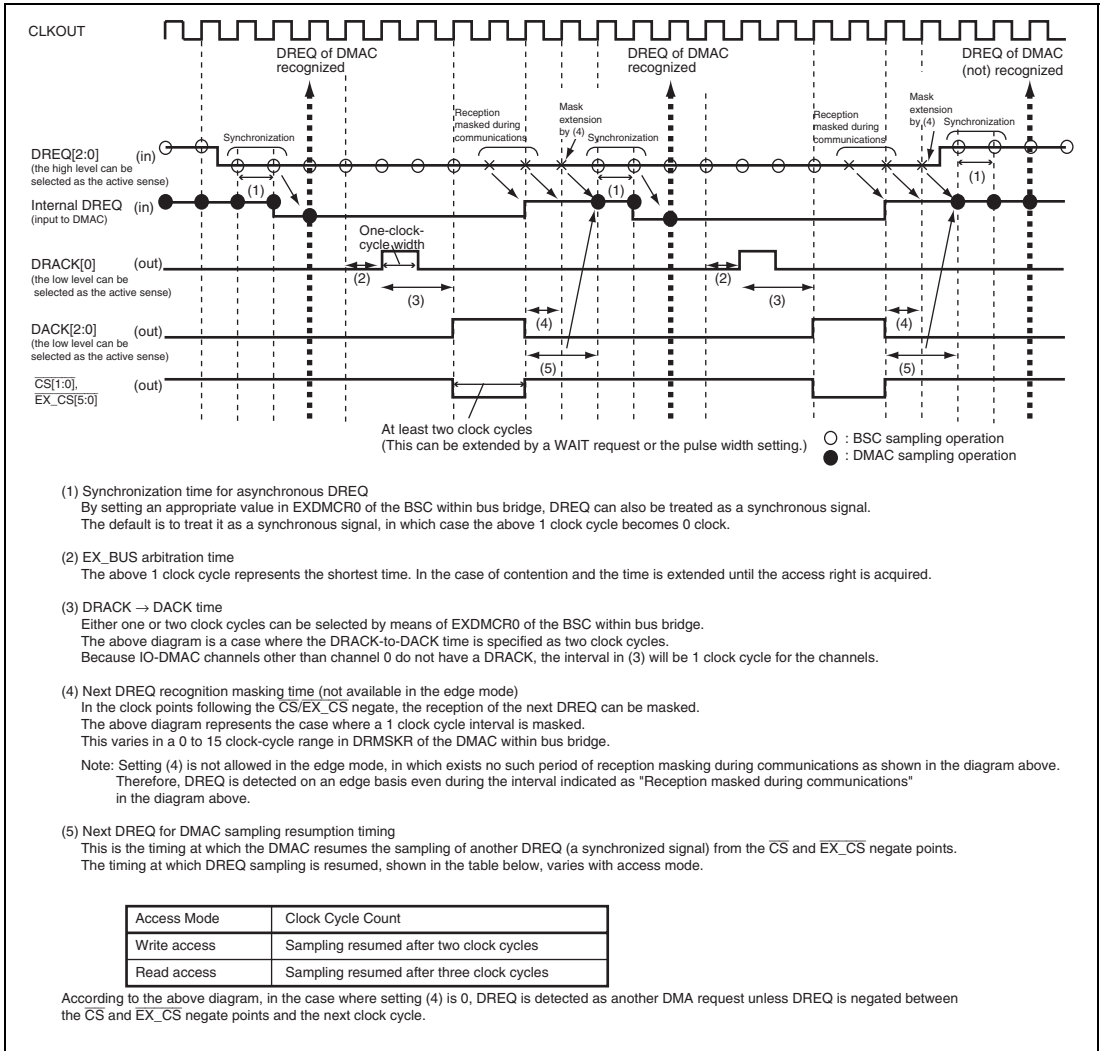 CLKOUT
DREQ of DMAC
recognized
DREQ of DMAC
recognized
DREQ of DMAC
(not) recognized
Synchronization
Reception
masked during
communications
Mask
extension
by (4)
Synchronization
Reception
masked during
communications
Mask
extension
by (4)
Synchronization
DREQ[2:0] (in)
(the high level can be
selected as the active sense)
(1)
(1)
(1)
Internal DREQ (in)
(input to DMAC)
One-clock-
cycle width
DRACK[0] (out)
(the low level can be
selected as the active sense)
(2)
(3)
(2)
(3)
DACK[2:0] (out)
(the low level can be
selected as the active sense)
(4)
(4)
(5)
(5)
CS[1:0], (out)
EX_CS[5:0]
At least two clock cycles
(This can be extended by a WAIT request or the pulse width setting.)
: BSC sampling operation
: DMAC sampling operation
(1) Synchronization time for asynchronous DREQ
By setting an appropriate value in EXDMCR0 of the BSC within bus bridge, DREQ can also be treated as a synchronous signal.
The default is to treat it as a synchronous signal, in which case the above 1 clock cycle becomes 0 clock.
(2) EX_BUS arbitration time
The above 1 clock cycle represents the shortest time. In the case of contention and the time is extended until the access right is acquired.
(3) DRACK → DACK time
Either one or two clock cycles can be selected by means of EXDMCR0 of the BSC within bus bridge.
The above diagram is a case where the DRACK-to-DACK time is specified as two clock cycles.
Because IO-DMAC channels other than channel 0 do not have a DRACK, the interval in (3) will be 1 clock cycle for the channels.
(4) Next DREQ recognition masking time (not available in the edge mode)
In the clock points following the CS/EX_CS negate, the reception of the next DREQ can be masked.
The above diagram represents the case where a 1 clock cycle interval is masked.
This varies in a 0 to 15 clock-cycle range in DRMSKR of the DMAC within bus bridge.
Note: Setting (4) is not allowed in the edge mode, in which exists no such period of reception masking during communications as shown in the diagram above.
Therefore, DREQ is detected on an edge basis even during the interval indicated as "Reception masked during communications"
in the diagram above.
(5) Next DREQ for DMAC sampling resumption timing
This is the timing at which the DMAC resumes the sampling of another DREQ (a synchronized signal) from the CS and EX_CS negate points.
The timing at which DREQ sampling is resumed, shown in the table below, varies with access mode.
Access Mode Clock Cycle Count
Write access Sampling resumed after two clock cycles
Read access Sampling resumed after three clock cycles
According to the above diagram, in the case where setting (4) is 0, DREQ is detected as another DMA request unless DREQ is negated between
the CS and EX_CS negate points and the next clock cycle.